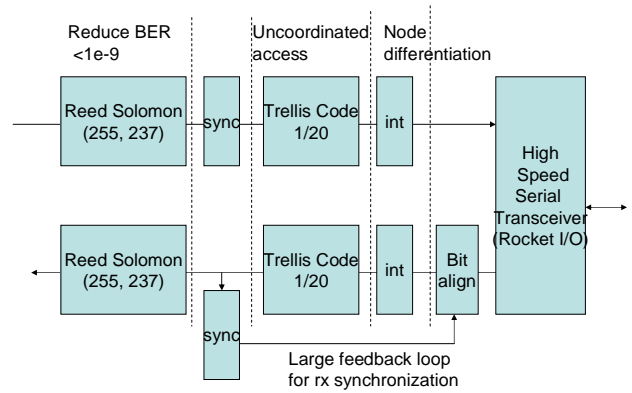 Reduce BER
<1e-9
Uncoordinated
access
Node
differentiation
Reed Solomon
(255, 237)
sync
Trellis Code
1/20
int
High
Speed
Serial
Transceiver
(Rocket I/O)
Reed Solomon
(255, 237)
Trellis Code
1/20
int
Bit
align
sync
Large feedback loop
for rx synchronization